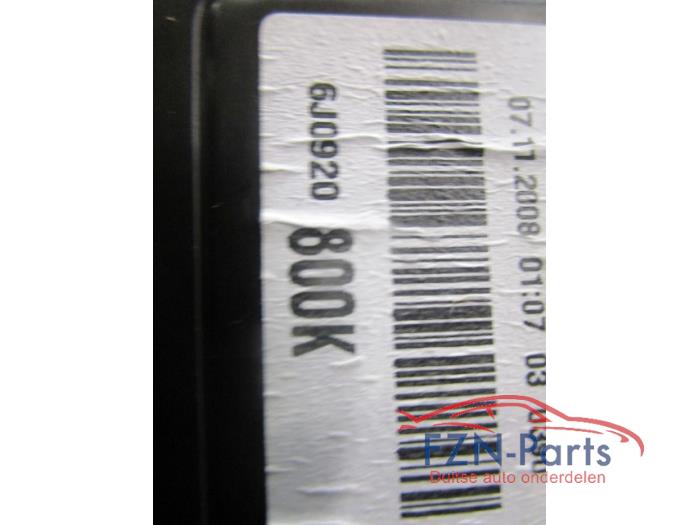 07.11.2008 01:07 03
6J0920 800K
FZN-Parts
Duitse auto onderdelen